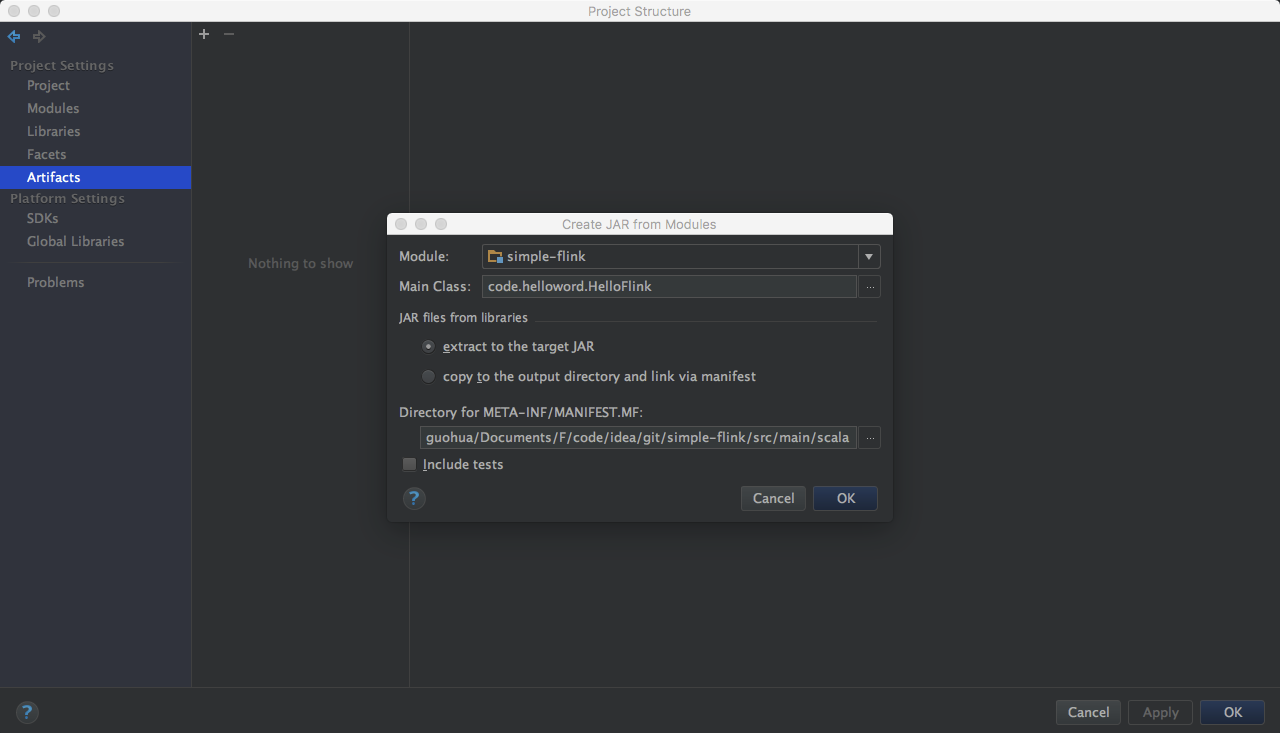 Project Structure
Project Settings
Project
Modules
Libraries
Facets
Artifacts
Platform Settings
SDKs
Global Libraries
Problems
Nothing to show
Create JAR from Modules
Module: simple-flink
Main Class: code.helloword.HelloFlink ...
JAR files from libraries
extract to the target JAR
copy to the output directory and link via manifest
Directory for META-INF/MANIFEST.MF:
guohua/Documents/F/code/idea/git/simple-flink/src/main/scala ...
Include tests
? Cancel OK
? Cancel Apply OK